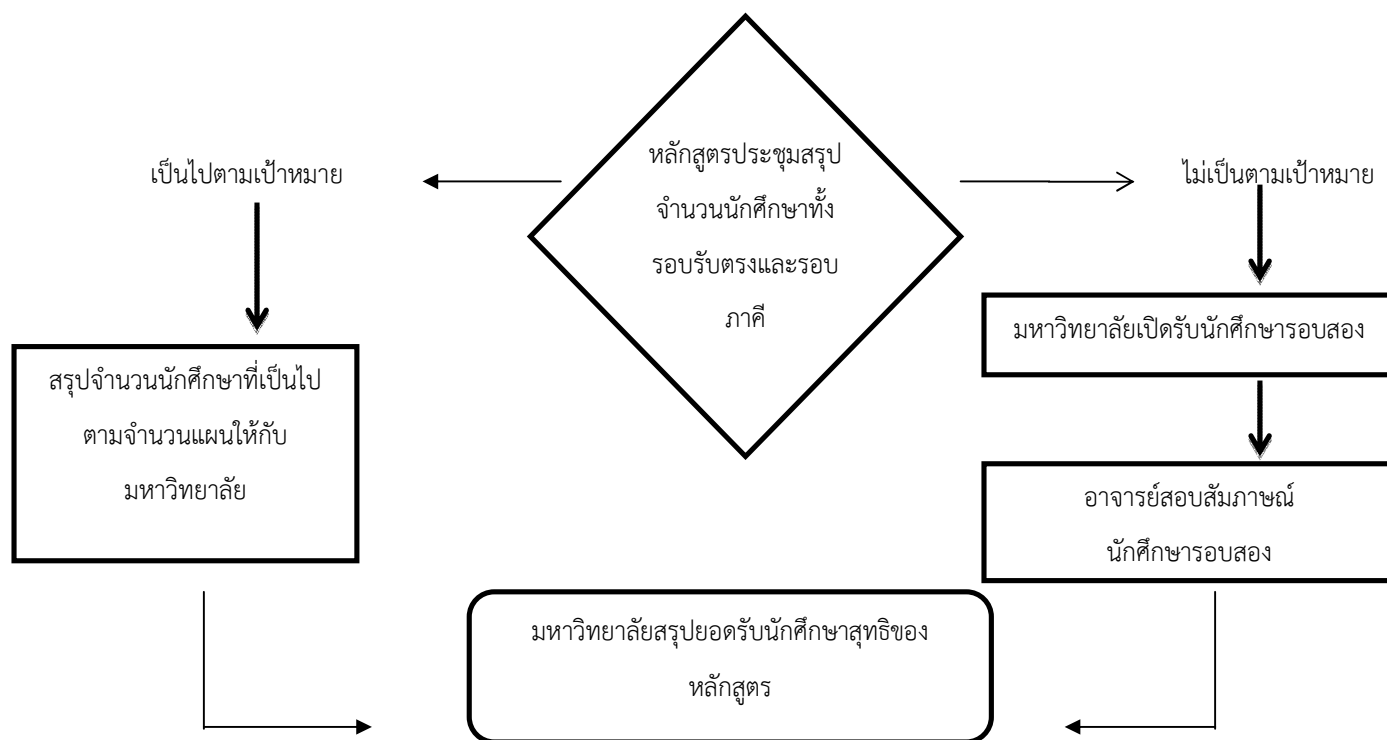 หลักสูตรประชุมสรุป
จำนวนนักศึกษาทั้ง
รอบรับตรงและรอบ
ภาคี
เป็นไปตามเป้าหมาย
ไม่เป็นตามเป้าหมาย
สรุปจำนวนนักศึกษาที่เป็นไป
ตามจำนวนแผนให้กับ
มหาวิทยาลัย
มหาวิทยาลัยเปิดรับนักศึกษารอบสอง
อาจารย์สอบสัมภาษณ์
นักศึกษารอบสอง
มหาวิทยาลัยสรุปยอดรับนักศึกษาสุทธิของ
หลักสูตร